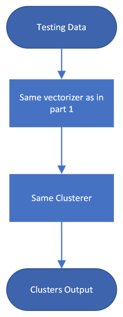 Testing Data
Same vectorizer as in
part 1
Same Clusterer
Clusters Output